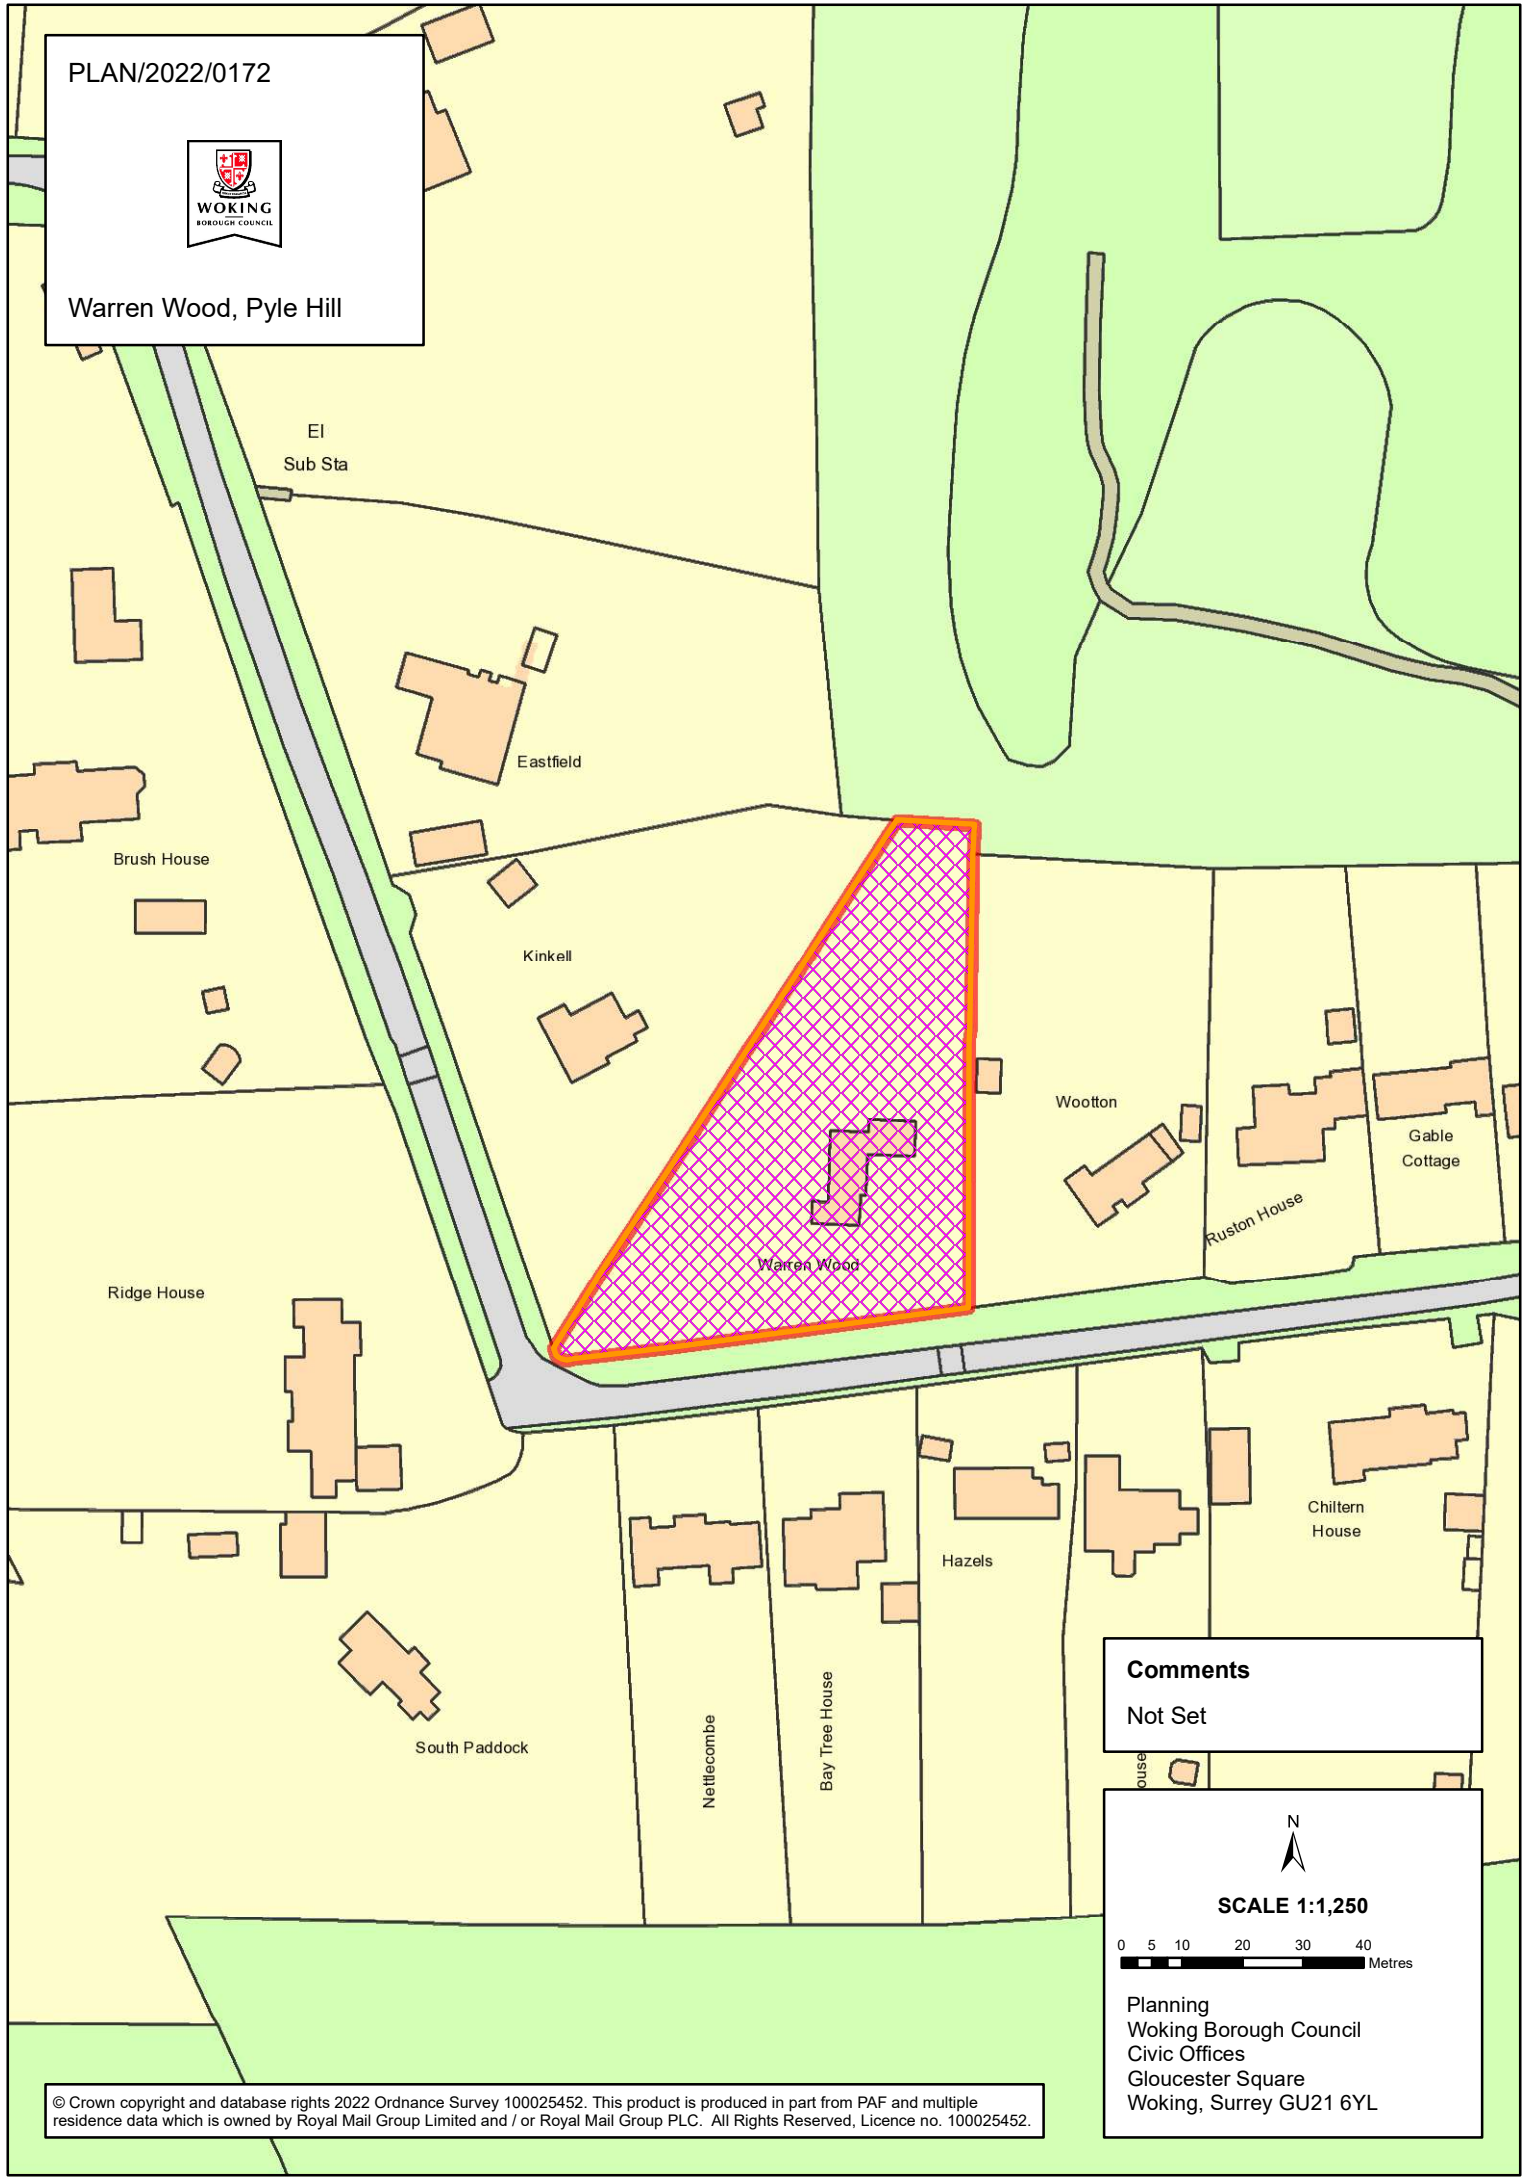 PLAN/2022/0172
WOKING
BOROUGH COUNCIL
Warren Wood, Pyle Hill
El
Sub Sta
Eastfield
Brush House
Kinkell
Wootton
Gable
Cottage
Ruston House
Warren Wood
Ridge House
Chiltern
House
Hazels
South Paddock
Nettlecombe
Bay Tree House
ouse
Comments
Not Set
N
SCALE 1:1,250
0 5 10 20 30 40
Metres
Planning
Woking Borough Council
Civic Offices
Gloucester Square
Woking, Surrey GU21 6YL
© Crown copyright and database rights 2022 Ordnance Survey 100025452. This product is produced in part from PAF and multiple
residence data which is owned by Royal Mail Group Limited and / or Royal Mail Group PLC. All Rights Reserved, Licence no. 100025452.